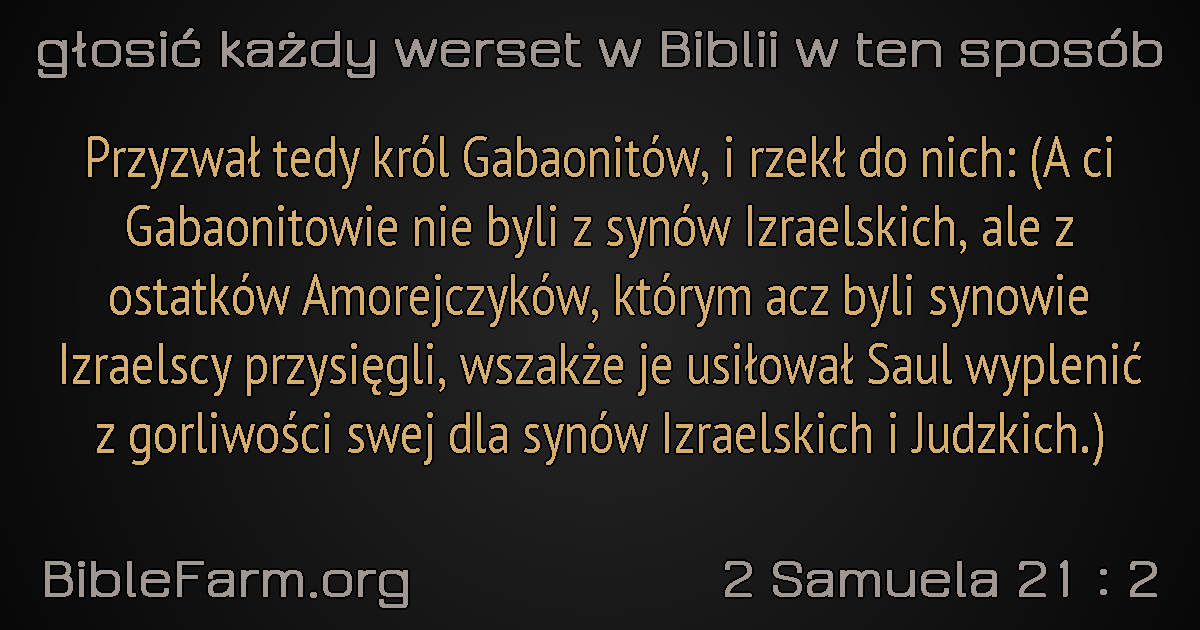 głosić każdy werset w Biblii w ten sposób
Przyzwał tedy król Gabaonitów, i rzekł do nich: (A ci
Gabaonitowie nie byli z synów Izraelskich, ale z
ostatków Amorejczyków, którym acz byli synowie
Izraelscy przysięgli, wszakże je usiłował Saul wyplenić
z gorliwości swej dla synów Izraelskich i Judzkich.)
BibleFarm.org
2 Samuela 21 : 2